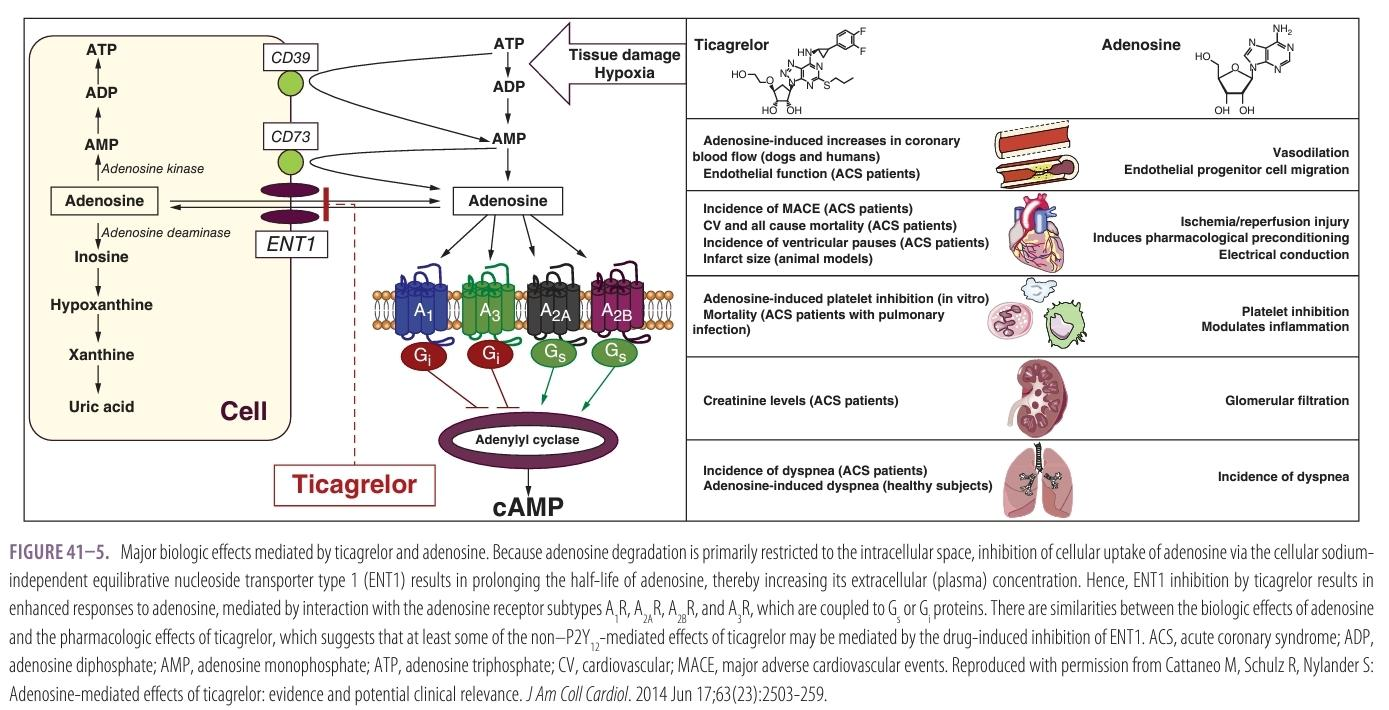 ATP
ADP
AMP
Adenosine kinase
Adenosine
Adenosine deaminase
Inosine
Hypoxanthine
Xanthine
Uric acid
Cell
CD39
CD73
ENT1
Ticagrelor
ATP
ADP
AMP
Adenosine
Tissue damage
Hypoxia
A1
A3
A2A
A2B
Gi
Gi
Gs
Gs
Adenylyl cyclase
cAMP
Ticagrelor
HO
O
HO OH
N
N
N
N
N
HN
S
F
F
Adenosine
HO
O
OH OH
N
N
N
N
NH2
Adenosine-induced increases in coronary
blood flow (dogs and humans)
Endothelial function (ACS patients)
Vasodilation
Endothelial progenitor cell migration
Incidence of MACE (ACS patients)
CV and all cause mortality (ACS patients)
Incidence of ventricular pauses (ACS patients)
Infarct size (animal models)
Ischemia/reperfusion injury
Induces pharmacological preconditioning
Electrical conduction
Adenosine-induced platelet inhibition (in vitro)
Mortality (ACS patients with pulmonary
infection)
Platelet inhibition
Modulates inflammation
Creatinine levels (ACS patients)
Glomerular filtration
Incidence of dyspnea (ACS patients)
Adenosine-induced dyspnea (healthy subjects)
Incidence of dyspnea
FIGURE 41–5. Major biologic effects mediated by ticagrelor and adenosine. Because adenosine degradation is primarily restricted to the intracellular space, inhibition of cellular uptake of adenosine via the cellular sodium-
independent equilibrative nucleoside transporter type 1 (ENT1) results in prolonging the half-life of adenosine, thereby increasing its extracellular (plasma) concentration. Hence, ENT1 inhibition by ticagrelor results in
enhanced responses to adenosine, mediated by interaction with the adenosine receptor subtypes A1R, A2AR, A2BR, and A3R, which are coupled to Gs or Gi proteins. There are similarities between the biologic effects of adenosine
and the pharmacologic effects of ticagrelor, which suggests that at least some of the non–P2Y12-mediated effects of ticagrelor may be mediated by the drug-induced inhibition of ENT1. ACS, acute coronary syndrome; ADP,
adenosine diphosphate; AMP, adenosine monophosphate; ATP, adenosine triphosphate; CV, cardiovascular; MACE, major adverse cardiovascular events. Reproduced with permission from Cattaneo M, Schulz R, Nylander S:
Adenosine-mediated effects of ticagrelor: evidence and potential clinical relevance. J Am Coll Cardiol. 2014 Jun 17;63(23):2503-259.